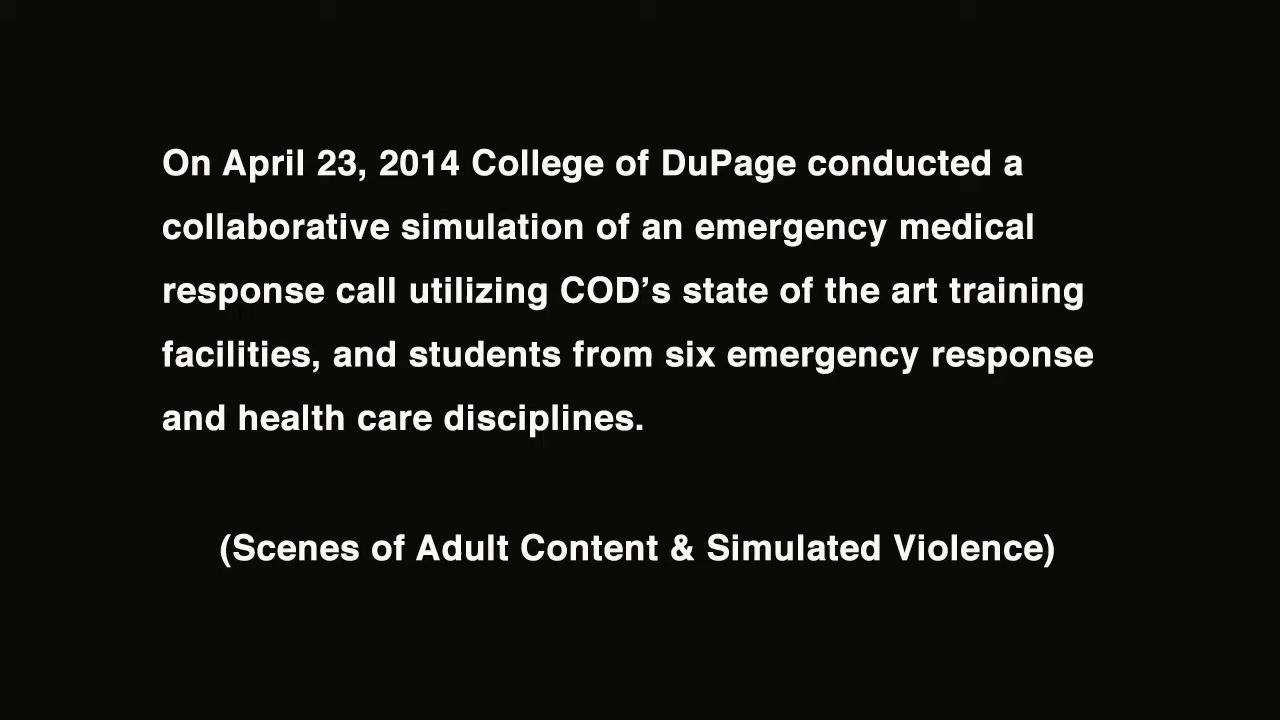 On April 23, 2014 College of DuPage conducted a
collaborative simulation of an emergency medical
response call utilizing COD’s state of the art training
facilities, and students from six emergency response
and health care disciplines.
(Scenes of Adult Content & Simulated Violence)